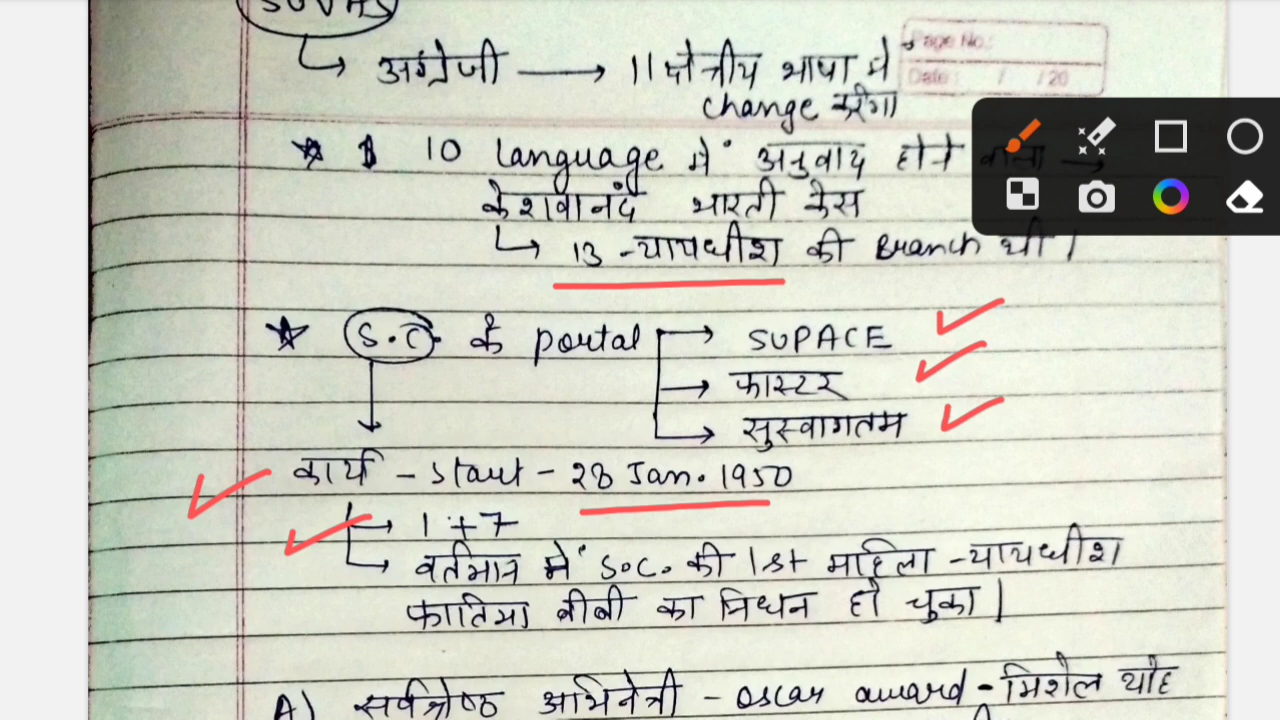 SUVAS
Page No.:
↳ अंग्रेजी → 11 क्षेत्रीय भाषा मे
Date : / /20
change करेगा
10 Language में अनुवाद होने वाला →
केशवानंद भारती केस
↳ 13 न्यायधीश की Branch थी।
S.C. के portal → SUPACE
→ फास्टर
→ सुस्वागतम
कार्य - start - 28 Jan. 1950
→ 1 + 7
↳ वर्तमान में S.C. की 1st महिला न्यायधीश
फातिमा बीबी का निधन हो चुका।
A) सर्वश्रेष्ठ अभिनेत्री - oscar award - मिशेल योह